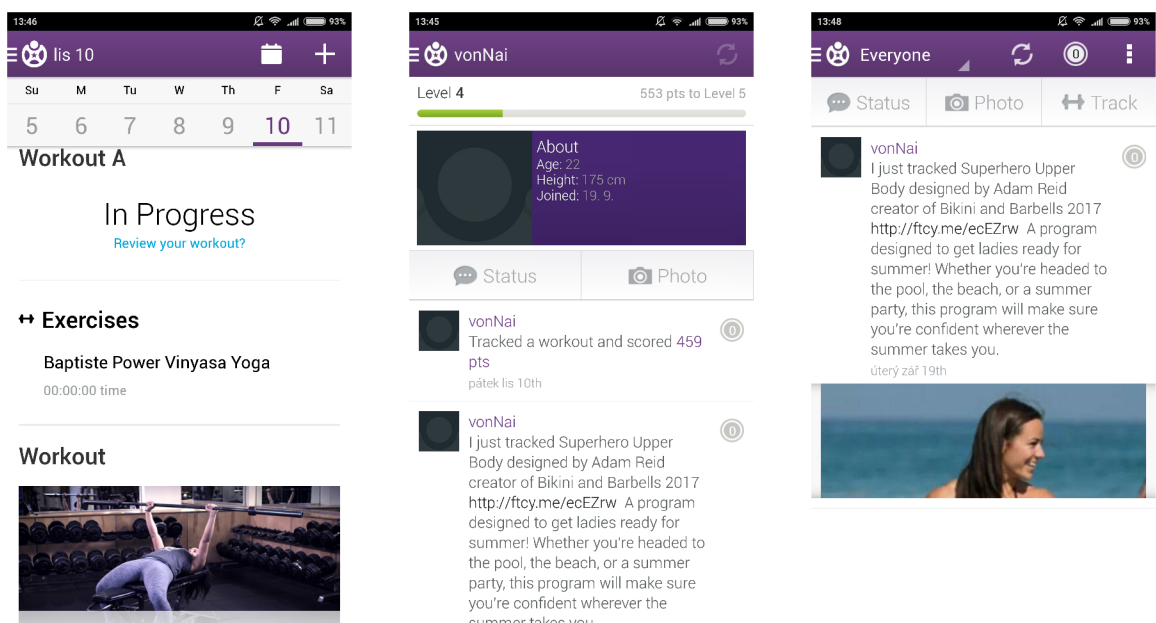 13:46
93%
lis 10
Su M Tu W Th F Sa
5 6 7 8 9 10 11
Workout A
In Progress
Review your workout?
Exercises
Baptiste Power Vinyasa Yoga
00:00:00 time
Workout
13:45
93%
vonNai
Level 4
553 pts to Level 5
About
Age: 22
Height: 175 cm
Joined: 19. 9.
Status
Photo
vonNai
0
Tracked a workout and scored 459
pts
pátek lis 10th
vonNai
0
I just tracked Superhero Upper
Body designed by Adam Reid
creator of Bikini and Barbells 2017
http://ftcy.me/ecEZrw A program
designed to get ladies ready for
summer! Whether you're headed to
the pool, the beach, or a summer
party, this program will make sure
you're confident wherever the
summer takes you.
13:48
93%
Everyone
0
Status
Photo
Track
vonNai
0
I just tracked Superhero Upper
Body designed by Adam Reid
creator of Bikini and Barbells 2017
http://ftcy.me/ecEZrw A program
designed to get ladies ready for
summer! Whether you're headed to
the pool, the beach, or a summer
party, this program will make sure
you're confident wherever the
summer takes you.
úterý zář 19th